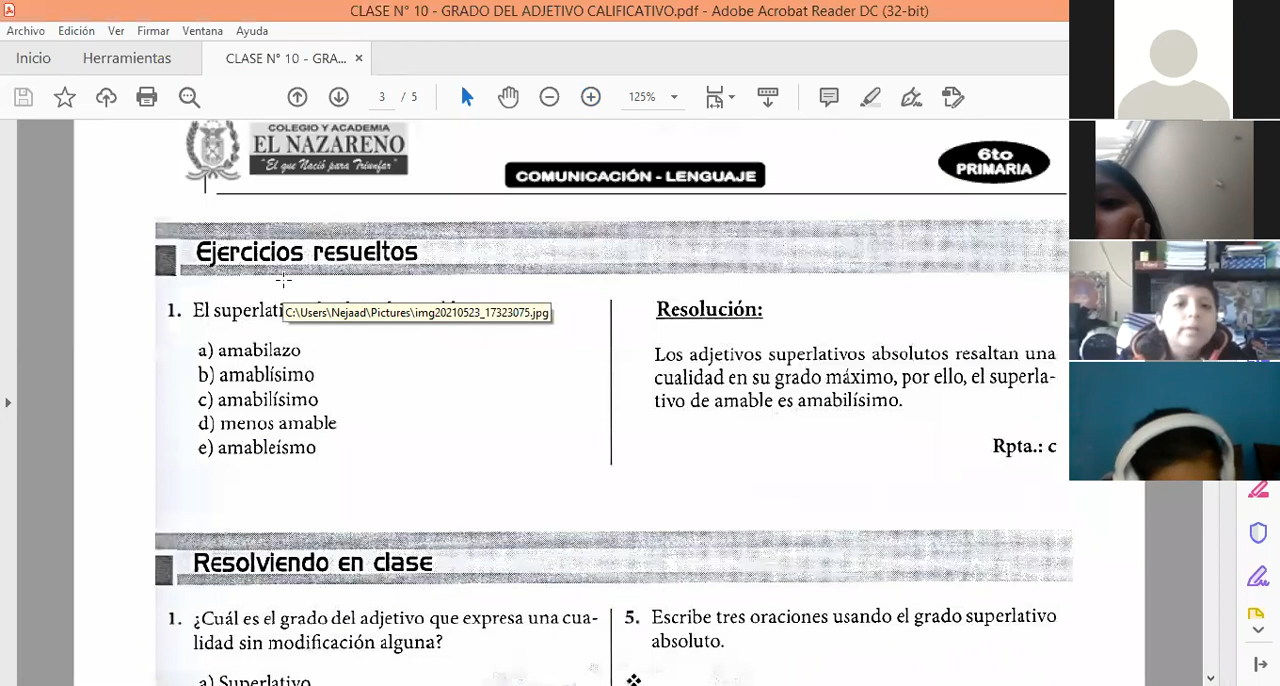 CLASE N° 10 - GRADO DEL ADJETIVO CALIFICATIVO.pdf - Adobe Acrobat Reader DC (32-bit)
Archivo Edición Ver Firmar Ventana Ayuda
Inicio Herramientas CLASE N° 10 - GRA... ×
3 / 5 125%
COLEGIO Y ACADEMIA
EL NAZARENO
"El que Nació para Triunfar"
COMUNICACIÓN - LENGUAJE
6to
PRIMARIA
Ejercicios resueltos
1. El superlati
C:\Users\Nejaad\Pictures\img20210523_17323075.jpg
a) amabilazo
b) amablísimo
c) amabilísimo
d) menos amable
e) amableísmo
Resolución:
Los adjetivos superlativos absolutos resaltan una
cualidad en su grado máximo, por ello, el superla-
tivo de amable es amabilísimo.
Rpta.: c
Resolviendo en clase
1. ¿Cuál es el grado del adjetivo que expresa una cua-
lidad sin modificación alguna?
a) Superlativo
5. Escribe tres oraciones usando el grado superlativo
absoluto.